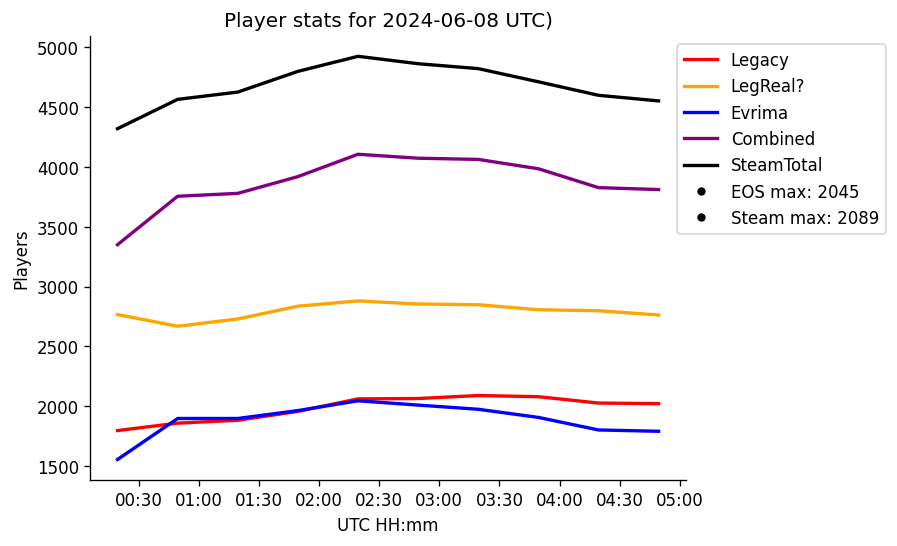 Player stats for 2024-06-08 UTC)
5000
4500
4000
3500
3000
2500
2000
1500
Players
00:30 01:00 01:30 02:00 02:30 03:00 03:30 04:00 04:30 05:00
UTC HH:mm
Legacy
LegReal?
Evrima
Combined
SteamTotal
EOS max: 2045
Steam max: 2089